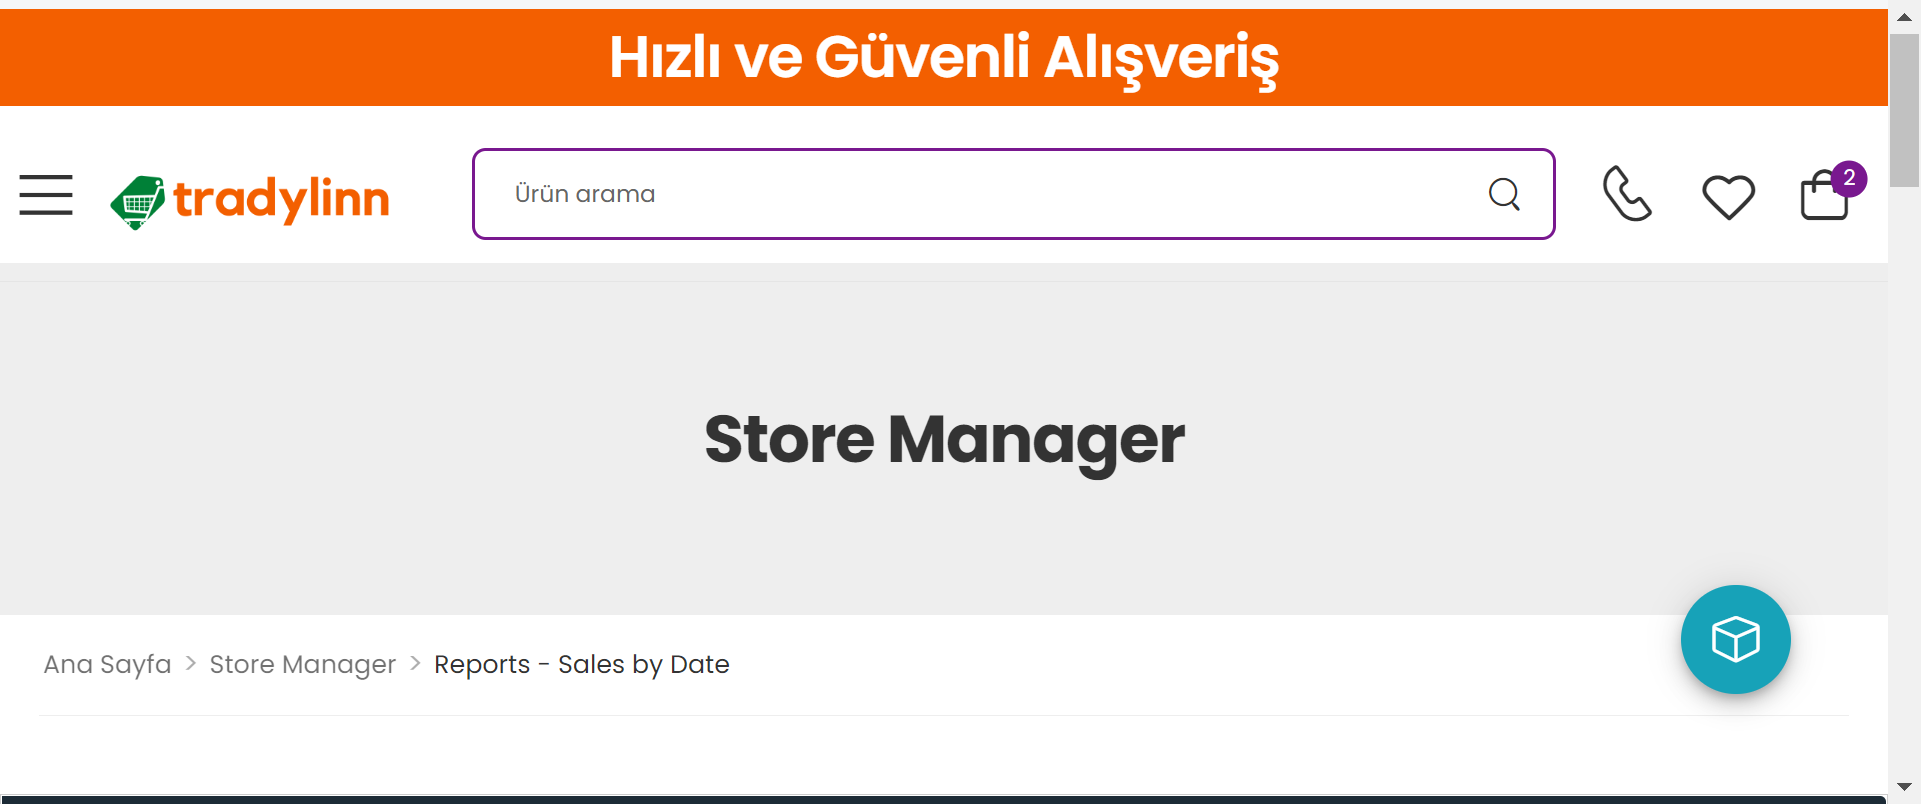 Hızlı ve Güvenli Alışveriş
tradylinn
Ürün arama
2
Store Manager
Ana Sayfa > Store Manager > Reports - Sales by Date